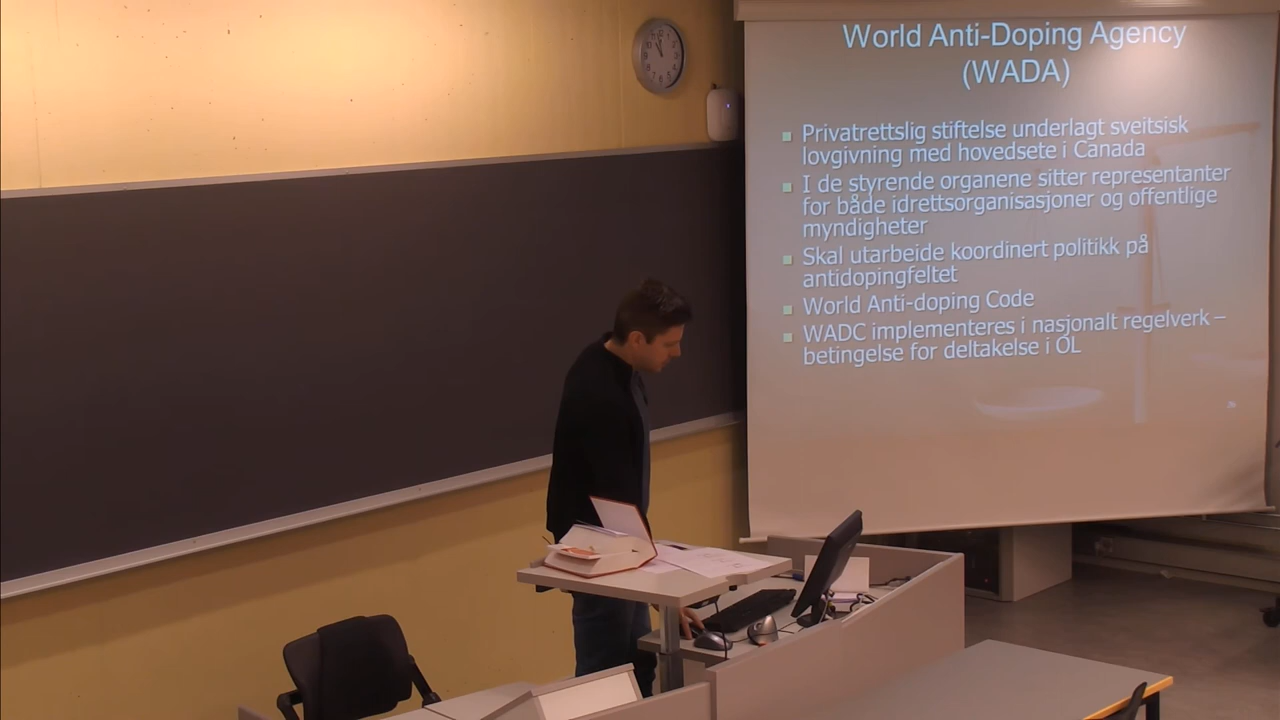 World Anti-Doping Agency
(WADA)
Privatrettslig stiftelse underlagt sveitsisk
lovgivning med hovedsete i Canada
I de styrende organene sitter representanter
for både idrettsorganisasjoner og offentlige
myndigheter
Skal utarbeide koordinert politikk på
antidopingfeltet
World Anti-doping Code
WADC implementeres i nasjonalt regelverk –
betingelse for deltakelse i OL